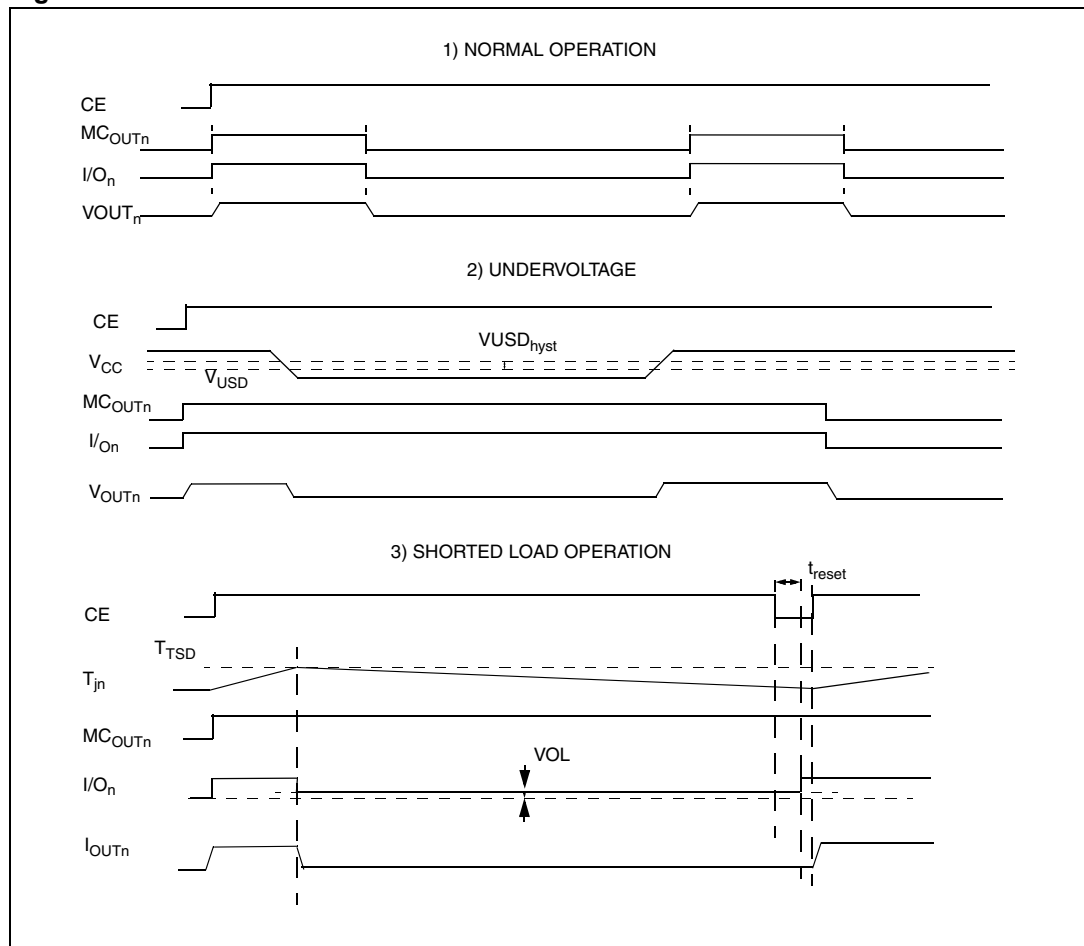 1) NORMAL OPERATION
CE
MCOUTn
I/On
VOUTn
2) UNDERVOLTAGE
CE
VUSDhyst
VCC
VUSD
MCOUTn
I/On
VOUTn
3) SHORTED LOAD OPERATION
treset
CE
TTSD
Tjn
MCOUTn
VOL
I/On
IOUTn